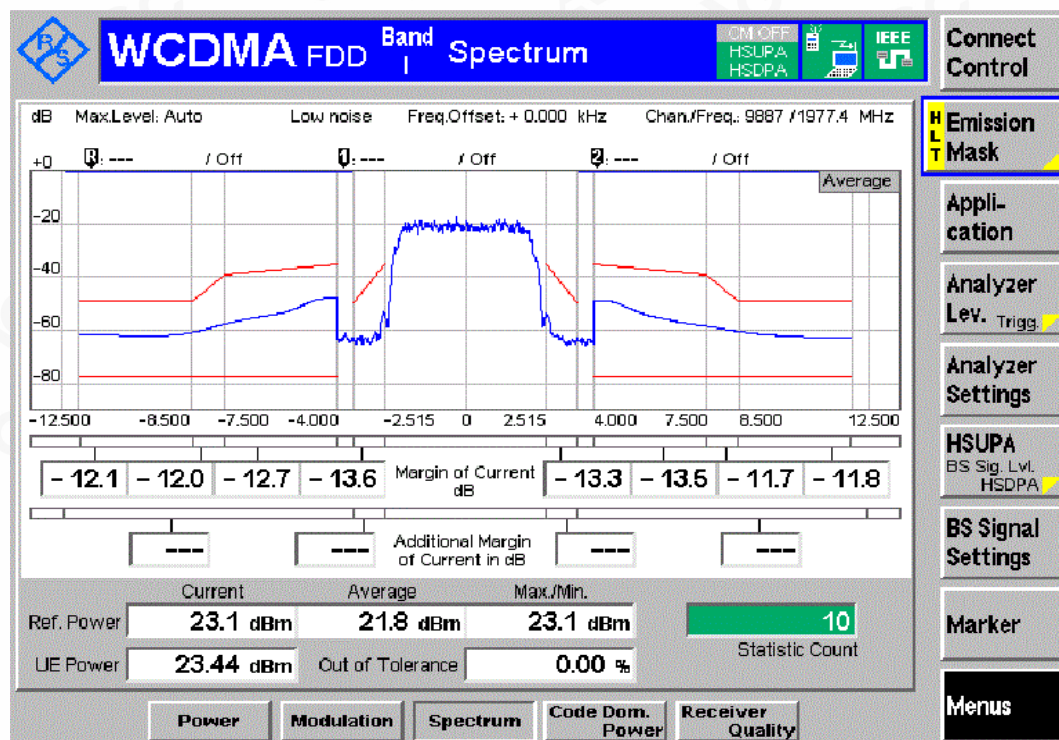 R S
WCDMA FDD Band I Spectrum
CM OFF
HSUPA
HSDPA
IEEE
dB Max.Level: Auto Low noise Freq.Offset: + 0.000 kHz Chan./Freq.: 9887 / 1977.4 MHz
R: --- / Off 1: --- / Off 2: --- / Off
Average
+0
-20
-40
-60
-80
-12.500 -8.500 -7.500 -4.000 -2.515 0 2.515 4.000 7.500 8.500 12.500
- 12.1 - 12.0 - 12.7 - 13.6 Margin of Current dB - 13.3 - 13.5 - 11.7 - 11.8
--- --- Additional Margin of Current in dB --- ---
Current Average Max./Min.
Ref. Power 23.1 dBm 21.8 dBm 23.1 dBm 10
Statistic Count
UE Power 23.44 dBm Out of Tolerance 0.00 %
Power Modulation Spectrum Code Dom. Power Receiver Quality
Connect Control
HLT Emission Mask
Appli-
cation
Analyzer
Lev. Trigg.
Analyzer
Settings
HSUPA
BS Sig. Lvl.
HSDPA
BS Signal
Settings
Marker
Menus